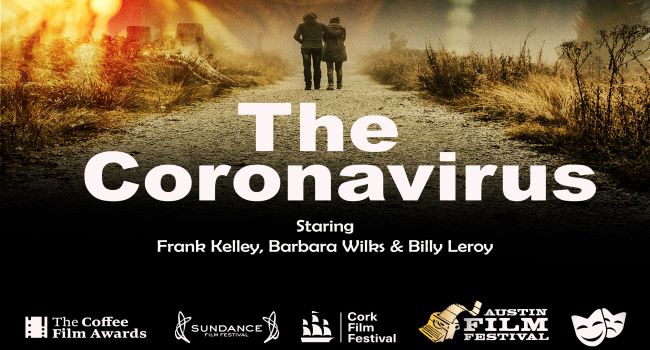 The
Coronavirus
Staring
Frank Kelley, Barbara Wilks & Billy Leroy
The Coffee
Film Awards
SUNDANCE
FILM FESTIVAL
Cork
Film
Festival
AUSTIN
FILM
FESTIVAL